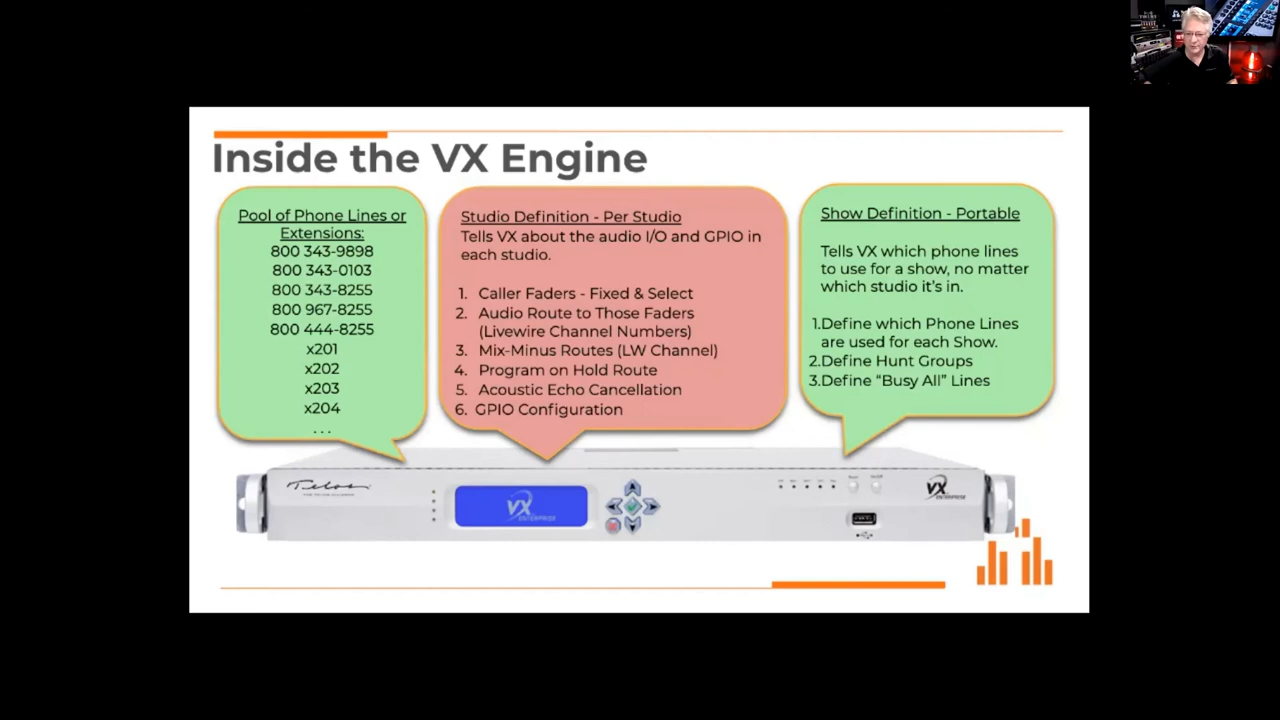 Inside the VX Engine
Pool of Phone Lines or
Extensions:
800 343-9898
800 343-0103
800 343-8255
800 967-8255
800 444-8255
x201
x202
x203
x204
...
Studio Definition - Per Studio
Tells VX about the audio I/O and GPIO in
each studio.
1. Caller Faders - Fixed & Select
2. Audio Route to Those Faders
(Livewire Channel Numbers)
3. Mix-Minus Routes (LW Channel)
4. Program on Hold Route
5. Acoustic Echo Cancellation
6. GPIO Configuration
Show Definition - Portable
Tells VX which phone lines
to use for a show, no matter
which studio it's in.
1.Define which Phone Lines
are used for each Show.
2.Define Hunt Groups
3.Define “Busy All” Lines
Telos
VX
ENTERPRISE
VX
ENTERPRISE